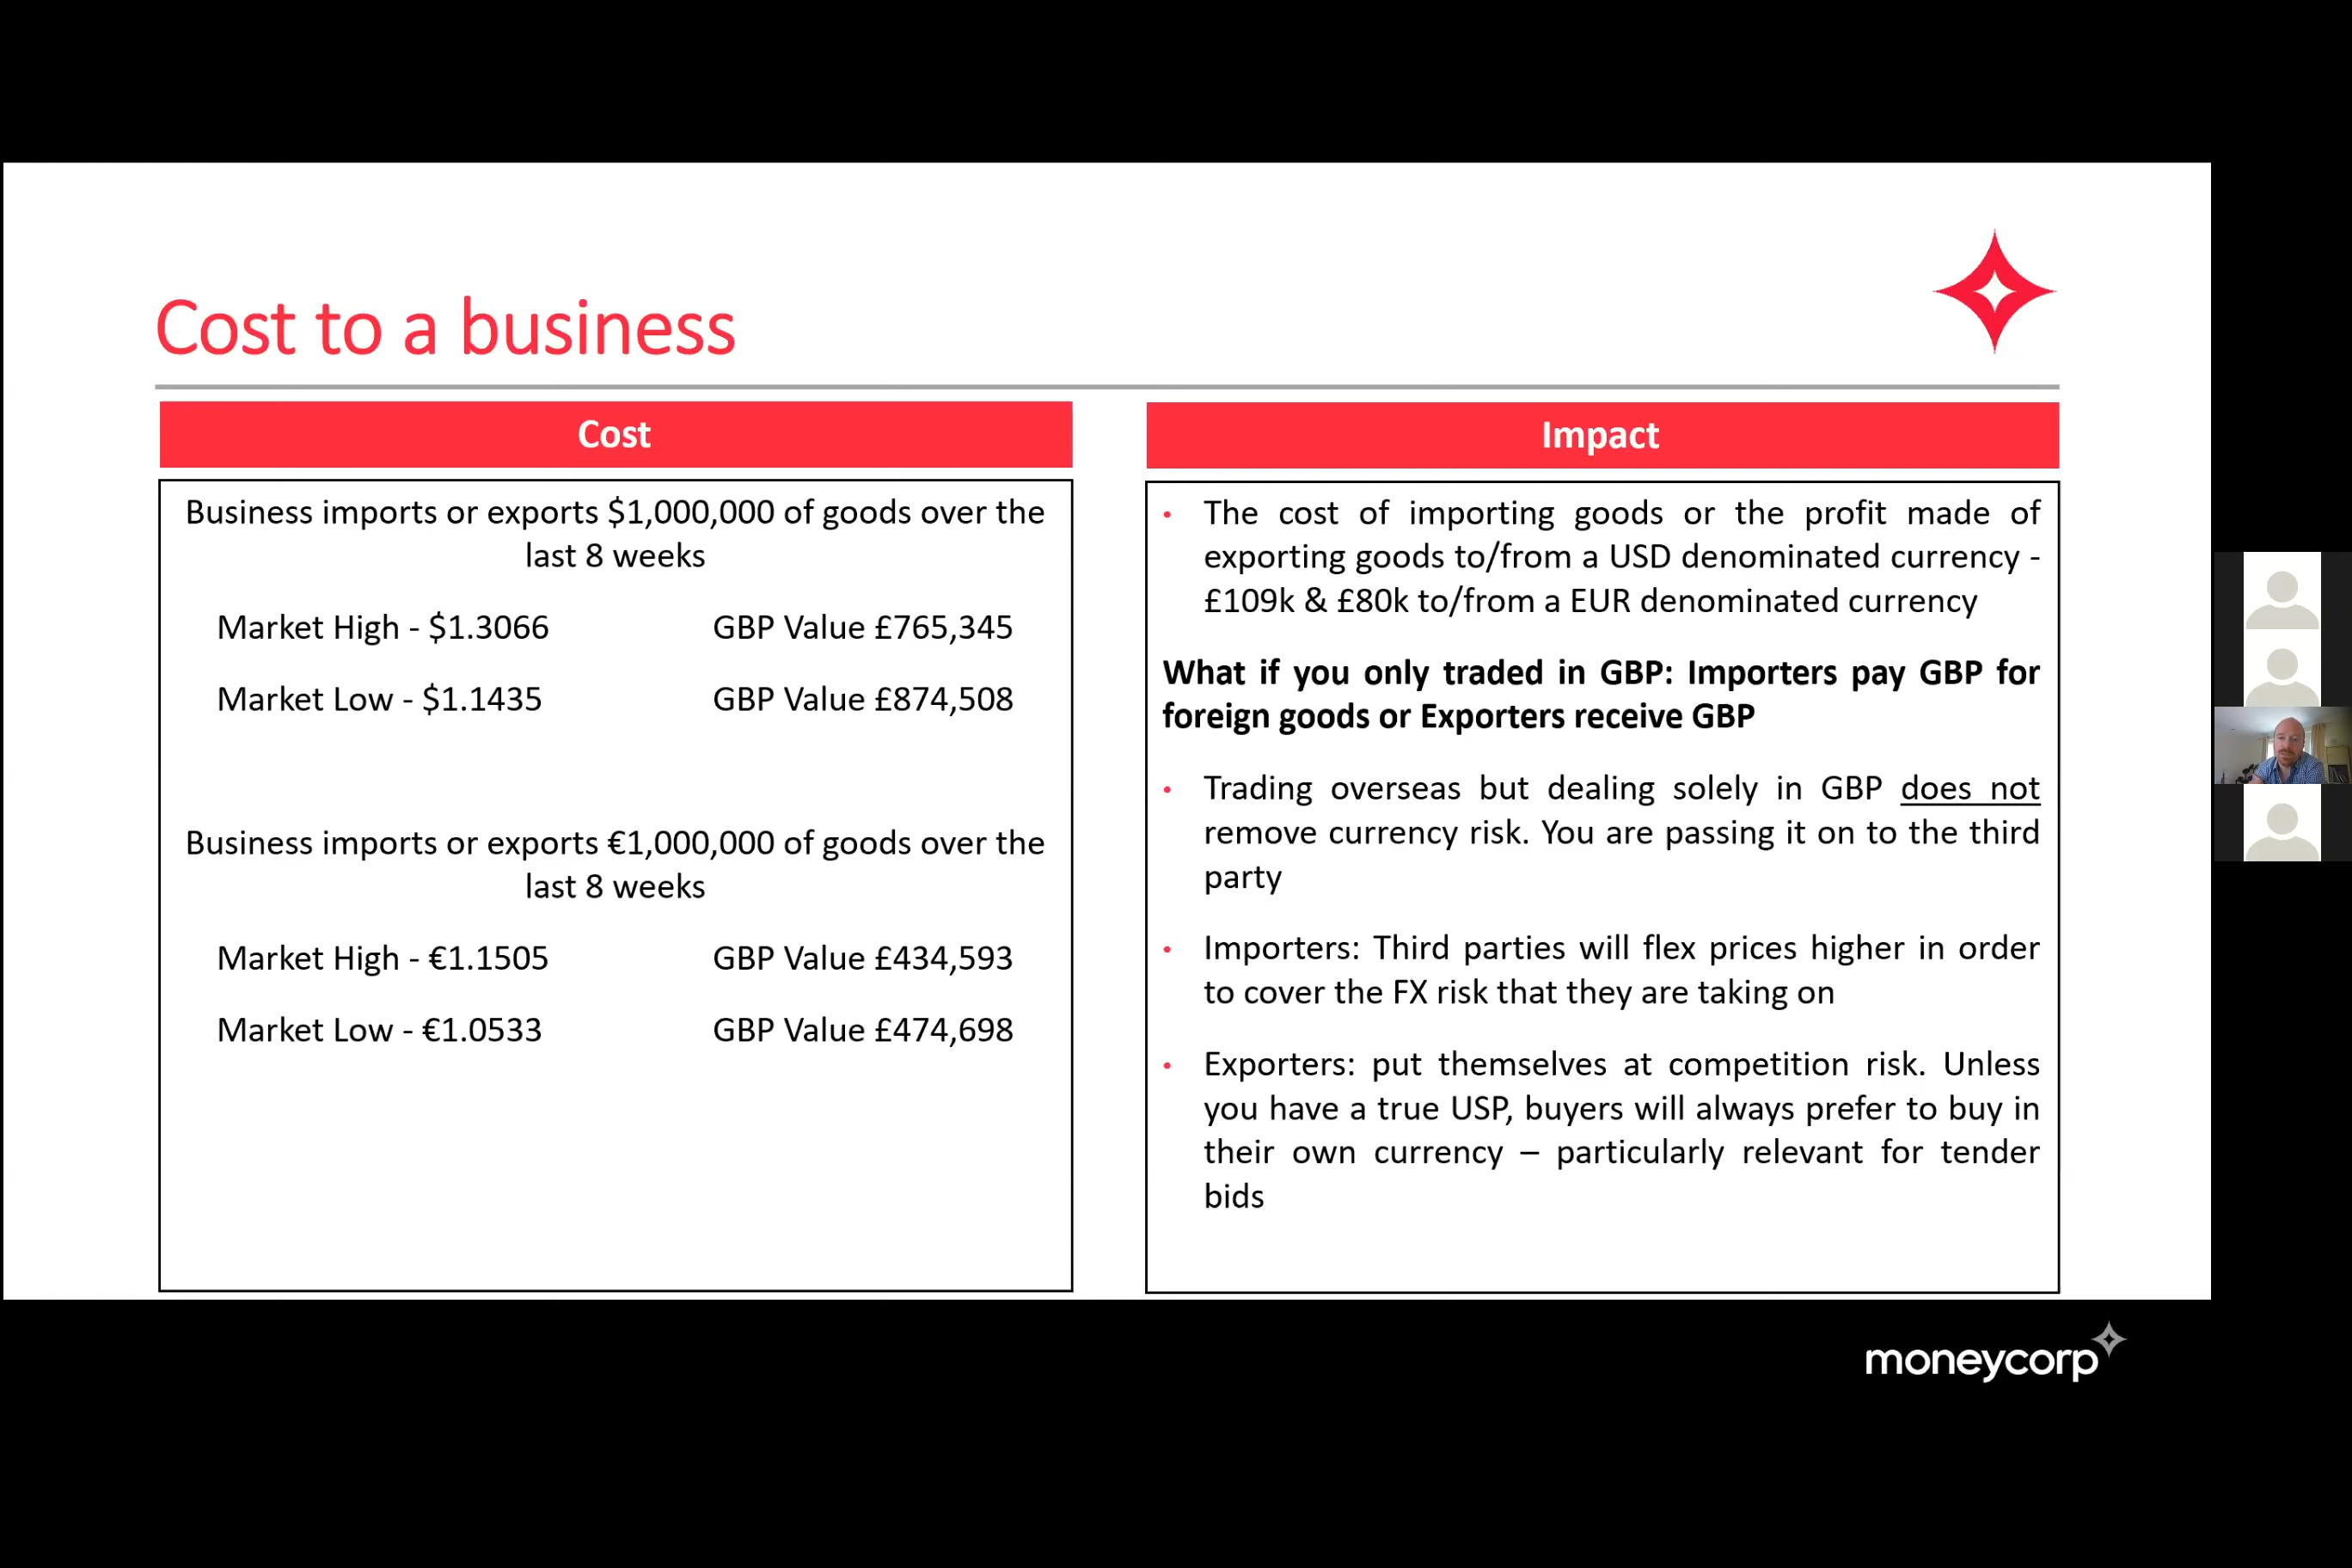 Cost to a business
Cost
Business imports or exports $1,000,000 of goods over the
last 8 weeks
Market High - $1.3066 GBP Value £765,345
Market Low - $1.1435 GBP Value £874,508
Business imports or exports €1,000,000 of goods over the
last 8 weeks
Market High - €1.1505 GBP Value £434,593
Market Low - €1.0533 GBP Value £474,698
Impact
• The cost of importing goods or the profit made of
exporting goods to/from a USD denominated currency -
£109k & £80k to/from a EUR denominated currency
What if you only traded in GBP: Importers pay GBP for
foreign goods or Exporters receive GBP
• Trading overseas but dealing solely in GBP does not
remove currency risk. You are passing it on to the third
party
• Importers: Third parties will flex prices higher in order
to cover the FX risk that they are taking on
• Exporters: put themselves at competition risk. Unless
you have a true USP, buyers will always prefer to buy in
their own currency – particularly relevant for tender
bids
moneycorp